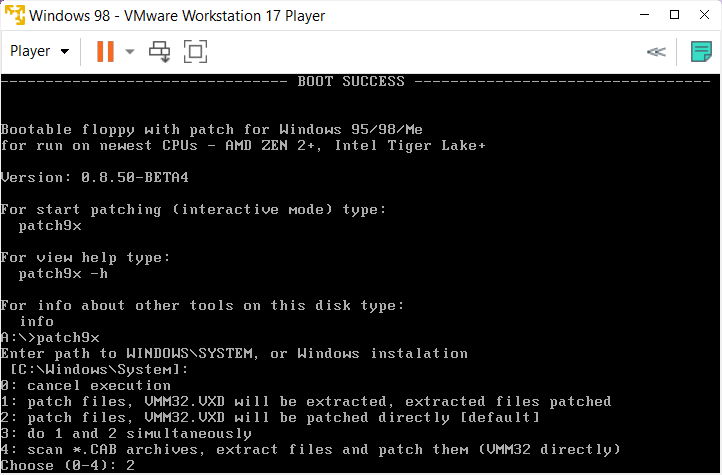 Windows 98 - VMware Workstation 17 Player
Player
------------------------------- BOOT SUCCESS --------------------------------
Bootable floppy with patch for Windows 95/98/Me
for run on newest CPUs - AMD ZEN 2+, Intel Tiger Lake+
Version: 0.8.50-BETA4
For start patching (interactive mode) type:
patch9x
For view help type:
patch9x -h
For info about other tools on this disk type:
info
A:\>patch9x
Enter path to WINDOWS\SYSTEM, or Windows instalation
[C:\Windows\System]:
0: cancel execution
1: patch files, VMM32.VXD will be extracted, extracted files patched
2: patch files, VMM32.VXD will be patched directly [default]
3: do 1 and 2 simultaneously
4: scan *.CAB archives, extract files and patch them (VMM32 directly)
Choose (0-4): 2